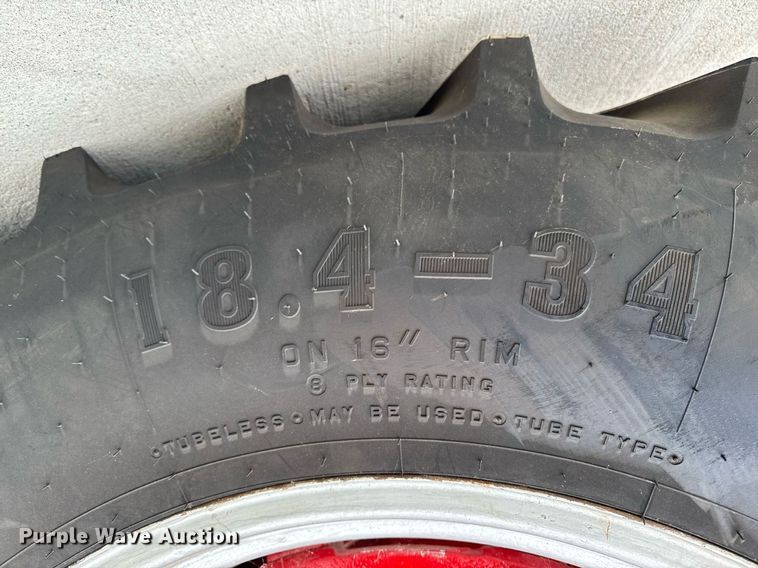 18.4-34
ON 16" RIM
8 PLY RATING
TUBELESS • MAY BE USED • TUBE TYPE
Purple Wave Auction